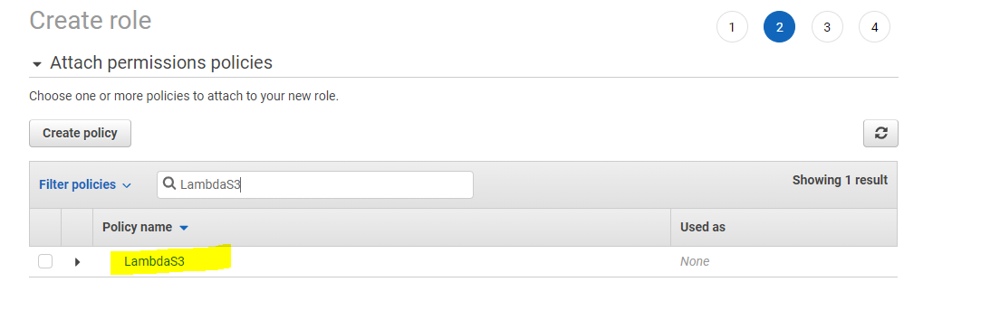 Create role
1 2 3 4
Attach permissions policies
Choose one or more policies to attach to your new role.
Create policy
Filter policies LambdaS3 Showing 1 result
Policy name Used as
LambdaS3 None